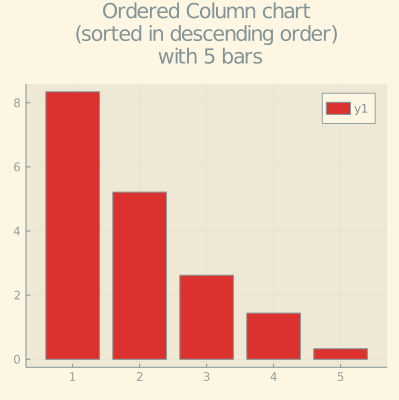 Ordered Column chart
(sorted in descending order)
with 5 bars
y1
8
6
4
2
0
1 2 3 4 5